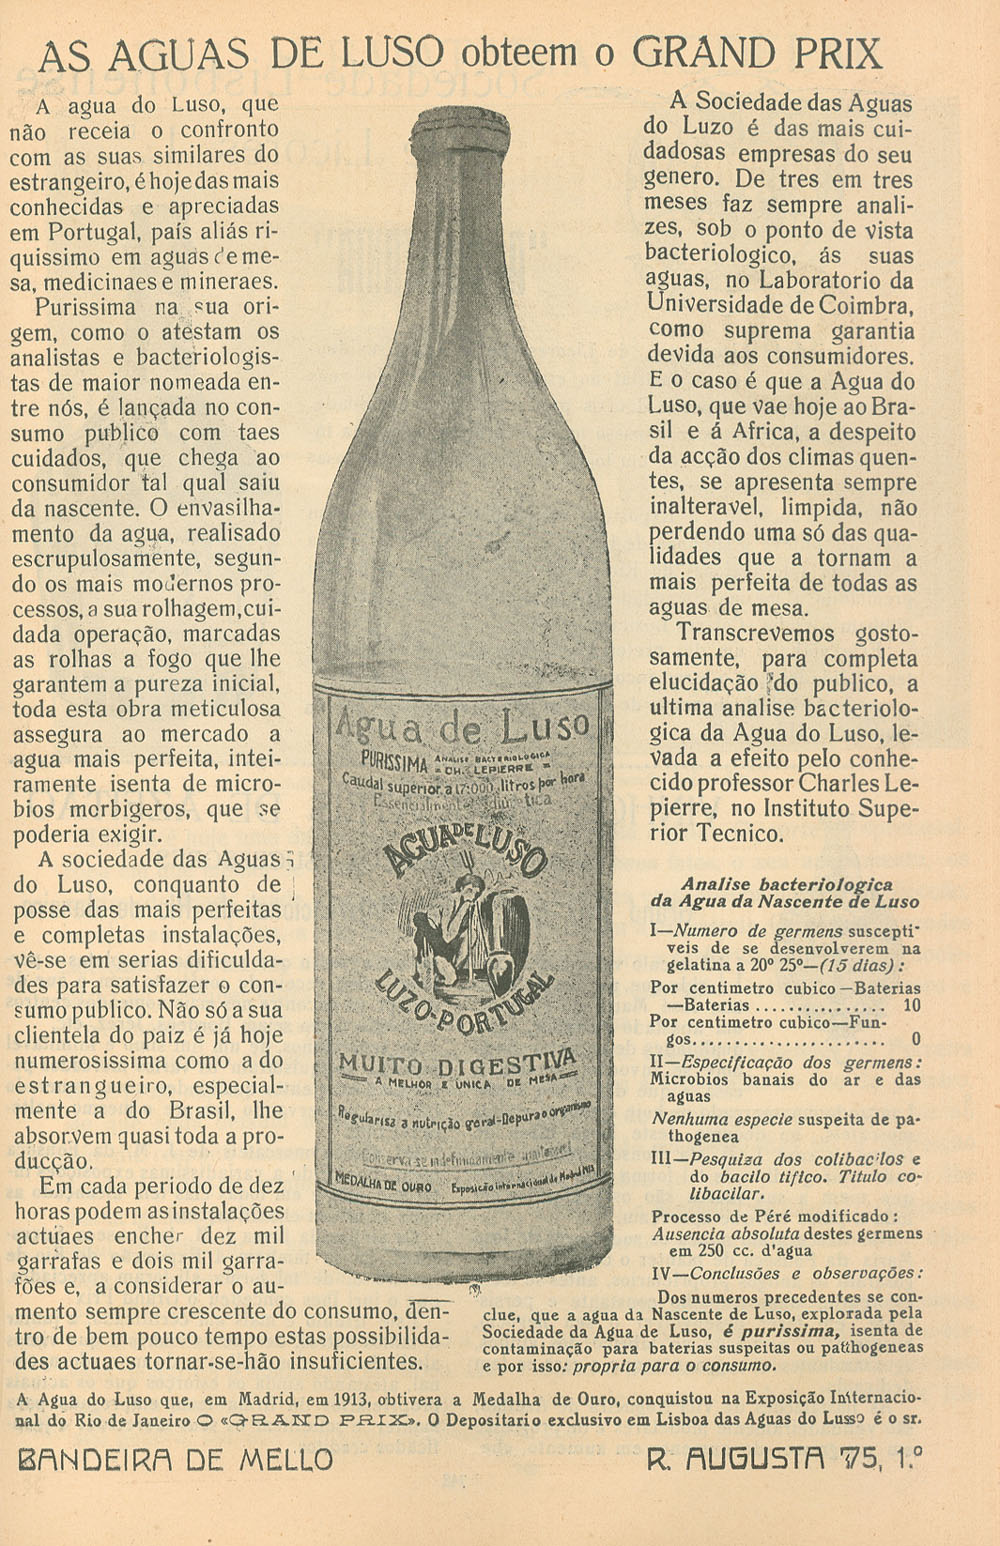 AS AGUAS DE LUSO obteem o GRAND PRIX
A agua do Luso, que
não receia o confronto
com as suas similares do
estrangeiro, é hoje das mais
conhecidas e apreciadas
em Portugal, país aliás ri-
quissimo em aguas de me-
sa, medicinaes e mineraes.
Purissima na sua ori-
gem, como o atestam os
analistas e bacteriologis-
tas de maior nomeada en-
tre nós, é lançada no con-
sumo publico com taes
cuidados, que chega ao
consumidor tal qual saiu
da nascente. O envasilha-
mento da agua, realisado
escrupulosamente, segun-
do os mais modernos pro-
cessos, a sua rolhagem, cui-
dada operação, marcadas
as rolhas a fogo que lhe
garantem a pureza inicial,
toda esta obra meticulosa
assegura ao mercado a
agua mais perfeita, intei-
ramente isenta de micro-
bios morbigeros, que se
poderia exigir.
A sociedade das Aguas
do Luso, conquanto de
posse das mais perfeitas
e completas instalações,
vê-se em serias dificulda-
des para satisfazer o con-
sumo publico. Não só a sua
clientela do paiz é já hoje
numerosissima como a do
estrangueiro, especial-
mente a do Brasil, lhe
absorvem quasi toda a pro-
ducção.
Em cada periodo de dez
horas podem as instalações
actuaes encher dez mil
garrafas e dois mil garra-
fões e, a considerar o au-
mento sempre crescente do consumo, den-
tro de bem pouco tempo estas possibilida-
des actuaes tornar-se-hão insuficientes.
Agua de Luso
PURISSIMA ANALISE BACTERIOLOGICA
CH. LEPIERRE
Caudal superior a 17:000 litros por hora
Essencialmente
AGUA DE LUSO
LUZO-PORTUGAL
MUITO DIGESTIVA
A MELHOR E UNICA DE MESA
Regularisa a nutrição geral-Depura o organismo
Conserva-se indefinidamente inalteravel
MEDALHA DE OURO Exposição internacional de Madrid 1913
A Sociedade das Aguas
do Luzo é das mais cui-
dadosas empresas do seu
genero. De tres em tres
meses faz sempre anali-
zes, sob o ponto de vista
bacteriologico, ás suas
aguas, no Laboratorio da
Universidade de Coimbra,
como suprema garantia
devida aos consumidores.
E o caso é que a Agua do
Luso, que vae hoje ao Bra-
sil e á Africa, a despeito
da acção dos climas quen-
tes, se apresenta sempre
inalteravel, limpida, não
perdendo uma só das qua-
lidades que a tornam a
mais perfeita de todas as
aguas de mesa.
Transcrevemos gosto-
samente, para completa
elucidação do publico, a
ultima analise bacteriolo-
gica da Agua do Luso, le-
vada a efeito pelo conhe-
cido professor Charles Le-
pierre, no Instituto Supe-
rior Tecnico.
Analise bacteriologica
da Agua da Nascente de Luso
I—Numero de germens suscepti-
veis de se desenvolverem na
gelatina a 20º 25º—(15 dias):
Por centimetro cubico—Baterias
—Baterias ................ 10
Por centimetro cubico—Fun-
gos....................... 0
II—Especificação dos germens:
Microbios banais do ar e das
aguas
Nenhuma especie suspeita de pa-
thogenea
III—Pesquiza dos colibacilos e
do bacilo tifico. Titulo co-
libacilar.
Processo de Péré modificado:
Ausencia absoluta destes germens
em 250 cc. d'agua
IV—Conclusões e observações:
Dos numeros precedentes se con-
clue, que a agua da Nascente de Luso, explorada pela
Sociedade da Agua de Luso, é purissima, isenta de
contaminação para baterias suspeitas ou patthogeneas
e por isso: propria para o consumo.
A Agua do Luso que, em Madrid, em 1913, obtivera a Medalha de Ouro, conquistou na Exposição Internacio-
nal do Rio de Janeiro O «GRAND PRIX». O Depositario exclusivo em Lisboa das Aguas do Luso é o sr.
BANDEIRA DE MELLO R. AUGUSTA 75, 1.º